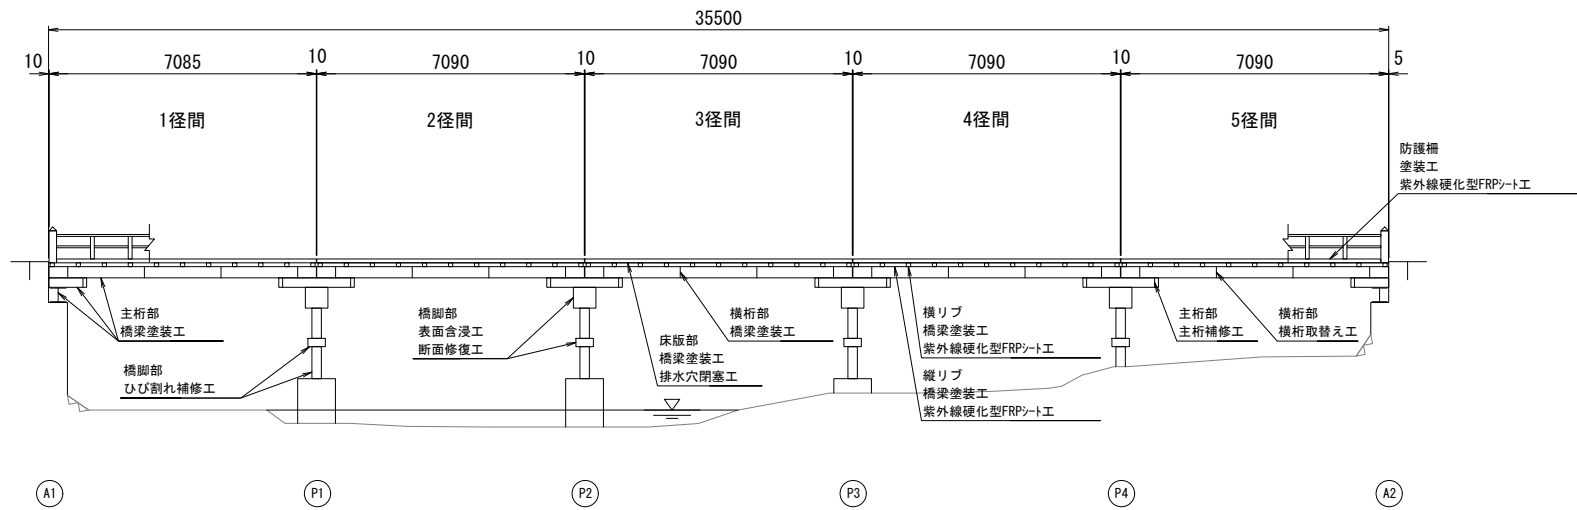 35500
10
7085
10
7090
10
7090
10
7090
10
7090
5
1径間
2径間
3径間
4径間
5径間
防護柵
塗装工
紫外線硬化型FRPシート工
主桁部
橋梁塗装工
橋脚部
ひび割れ補修工
橋脚部
表面含浸工
断面修復工
床版部
橋梁塗装工
排水穴閉塞工
横桁部
橋梁塗装工
横リブ
橋梁塗装工
紫外線硬化型FRPシート工
縦リブ
橋梁塗装工
紫外線硬化型FRPシート工
主桁部
主桁補修工
横桁部
横桁取替え工
A1
P1
P2
P3
P4
A2